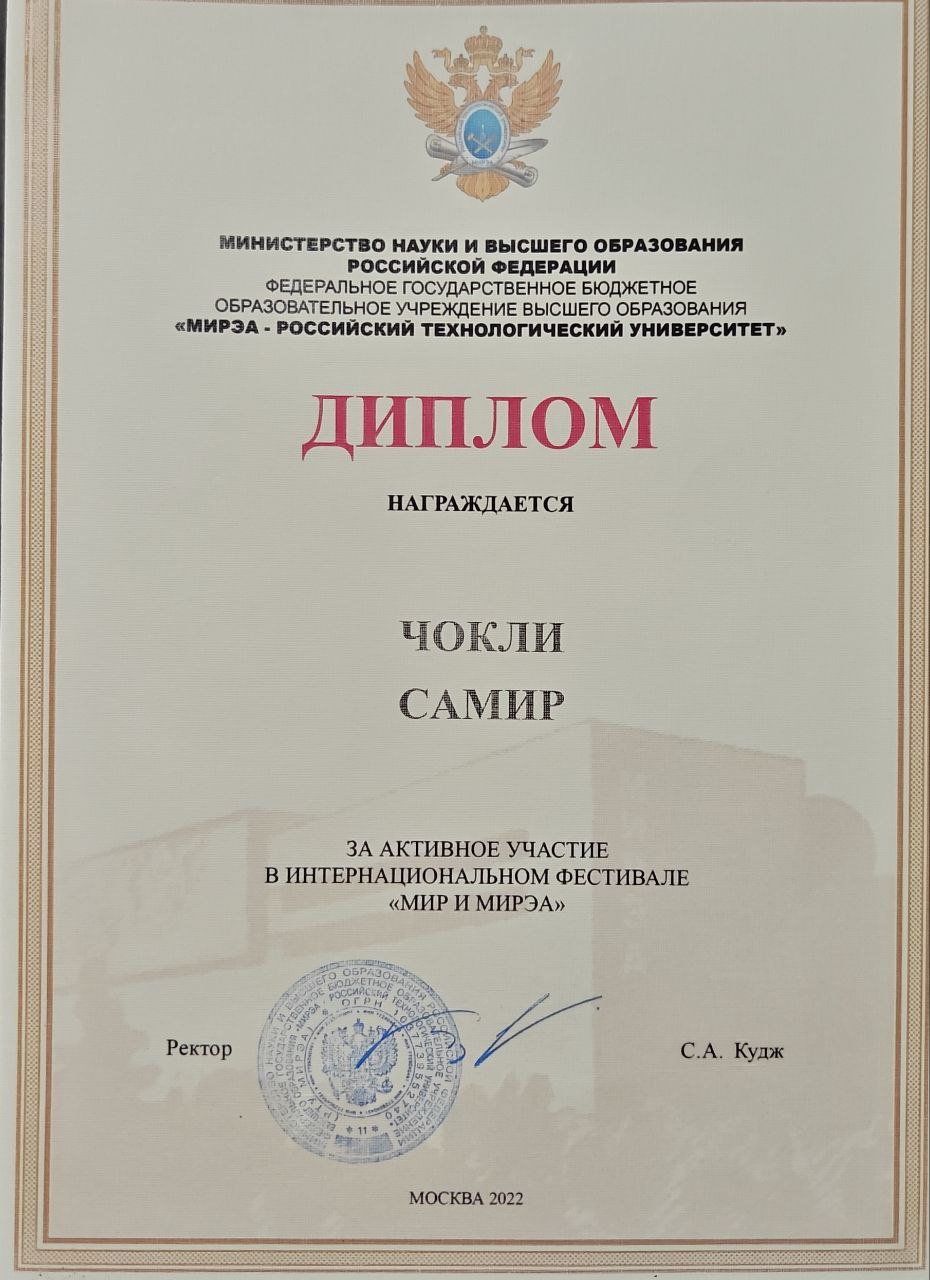 МИНИСТЕРСТВО НАУКИ И ВЫСШЕГО ОБРАЗОВАНИЯ
РОССИЙСКОЙ ФЕДЕРАЦИИ
ФЕДЕРАЛЬНОЕ ГОСУДАРСТВЕННОЕ БЮДЖЕТНОЕ
ОБРАЗОВАТЕЛЬНОЕ УЧРЕЖДЕНИЕ ВЫСШЕГО ОБРАЗОВАНИЯ
«МИРЭА - РОССИЙСКИЙ ТЕХНОЛОГИЧЕСКИЙ УНИВЕРСИТЕТ»
ДИПЛОМ
НАГРАЖДАЕТСЯ
ЧОКЛИ
САМИР
ЗА АКТИВНОЕ УЧАСТИЕ
В ИНТЕРНАЦИОНАЛЬНОМ ФЕСТИВАЛЕ
«МИР И МИРЭА»
Ректор
С.А. Кудж
* 11 *
МОСКВА 2022